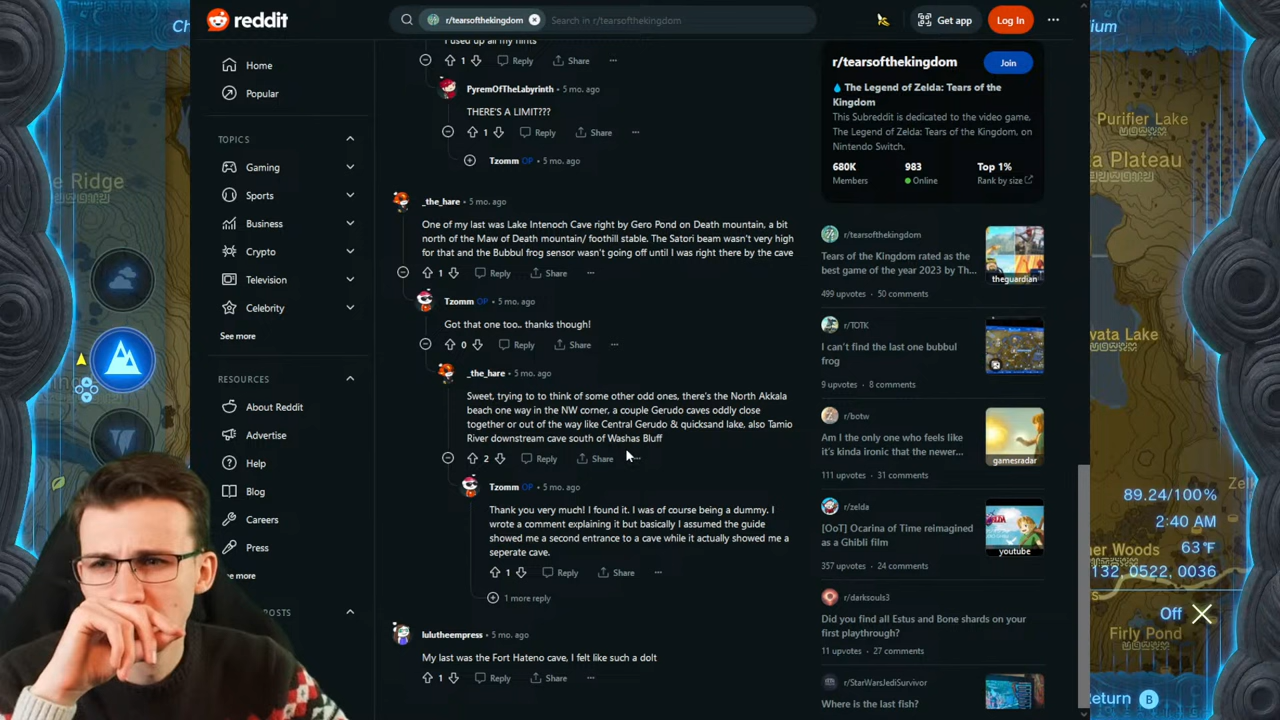 reddit
r/tearsofthekingdom
Search in r/tearsofthekingdom
Get app
Log In
Home
Popular
TOPICS
Gaming
Sports
Business
Crypto
Television
Celebrity
See more
RESOURCES
About Reddit
Advertise
Help
Blog
Careers
Press
I used up all my hints
1 Reply Share
PyremOfTheLabyrinth 5 mo. ago
THERE'S A LIMIT???
1 Reply Share
Tzomm OP 5 mo. ago
_the_hare 5 mo. ago
One of my last was Lake Intenoch Cave right by Gero Pond on Death mountain, a bit
north of the Maw of Death mountain/ foothill stable. The Satori beam wasn't very high
for that and the Bubbul frog sensor wasn't going off until I was right there by the cave
1 Reply Share
Tzomm OP 5 mo. ago
Got that one too.. thanks though!
0 Reply Share
_the_hare 5 mo. ago
Sweet, trying to to think of some other odd ones, there's the North Akkala
beach one way in the NW corner, a couple Gerudo caves oddly close
together or out of the way like Central Gerudo & quicksand lake, also Tamio
River downstream cave south of Washas Bluff
2 Reply Share
Tzomm OP 5 mo. ago
Thank you very much! I found it. I was of course being a dummy. I
wrote a comment explaining it but basically I assumed the guide
showed me a second entrance to a cave while it actually showed me a
seperate cave.
1 Reply Share
1 more reply
lulutheempress 5 mo. ago
My last was the Fort Hateno cave, I felt like such a dolt
1 Reply Share
r/tearsofthekingdom
Join
The Legend of Zelda: Tears of the
Kingdom
This Subreddit is dedicated to the video game,
The Legend of Zelda: Tears of the Kingdom, on
Nintendo Switch.
680K 983 Top 1%
Members Online Rank by size
r/tearsofthekingdom
Tears of the Kingdom rated as the
best game of the year 2023 by Th...
theguardian
499 upvotes • 50 comments
r/TOTK
I can't find the last one bubbul
frog
9 upvotes • 8 comments
r/botw
Am I the only one who feels like
it's kinda ironic that the newer...
gamesradar
111 upvotes • 31 comments
r/zelda
[OoT] Ocarina of Time reimagined
as a Ghibli film
youtube
357 upvotes • 24 comments
r/darksouls3
Did you find all Estus and Bone shards on your
first playthrough?
11 upvotes • 27 comments
r/StarWarsJediSurvivor
Where is the last fish?
Purifier Lake
Plateau
89.24/100%
2:40 AM
63°F
132, 0522, 0036
Off
Firly Pond
Return B
Ridge